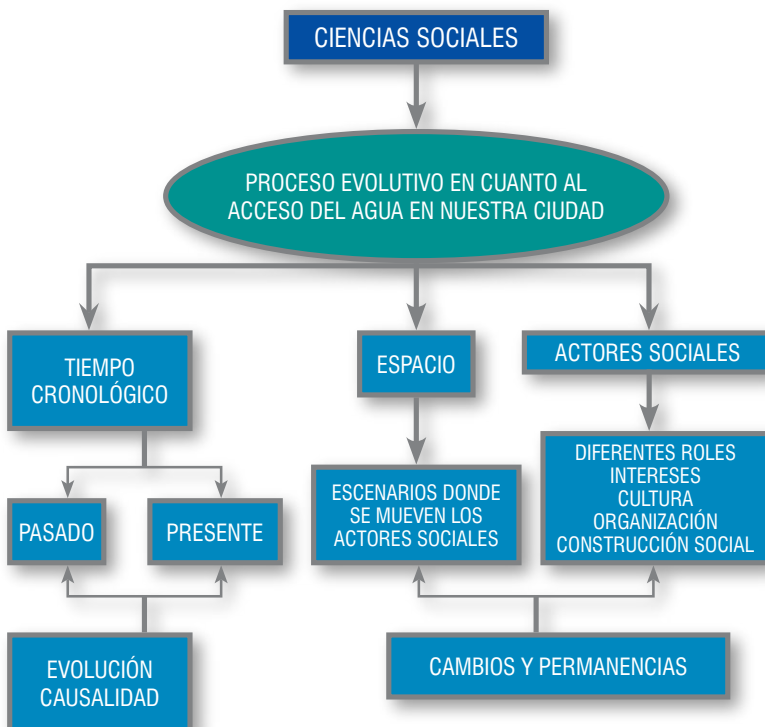 CIENCIAS SOCIALES
PROCESO EVOLUTIVO EN CUANTO AL
ACCESO DEL AGUA EN NUESTRA CIUDAD
TIEMPO
CRONOLÓGICO
ESPACIO
ACTORES SOCIALES
PASADO
PRESENTE
ESCENARIOS DONDE
SE MUEVEN LOS
ACTORES SOCIALES
DIFERENTES ROLES
INTERESES
CULTURA
ORGANIZACIÓN
CONSTRUCCIÓN SOCIAL
EVOLUCIÓN
CAUSALIDAD
CAMBIOS Y PERMANENCIAS